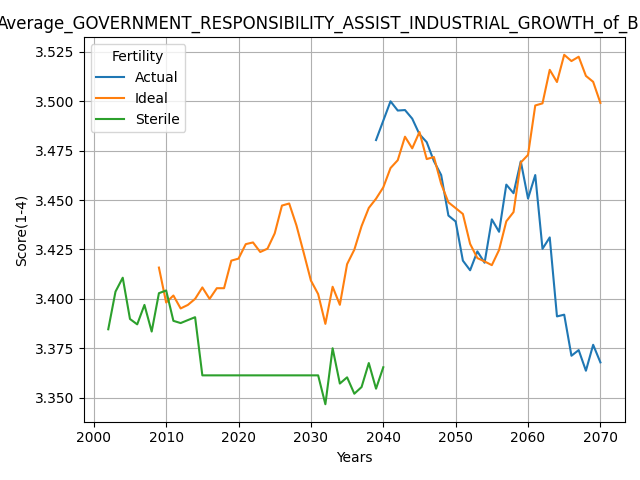 Average_GOVERNMENT_RESPONSIBILITY_ASSIST_INDUSTRIAL_GROWTH_of_B
Fertility
Actual
Ideal
Sterile
Score(1-4)
3.525
3.500
3.475
3.450
3.425
3.400
3.375
3.350
2000 2010 2020 2030 2040 2050 2060 2070
Years